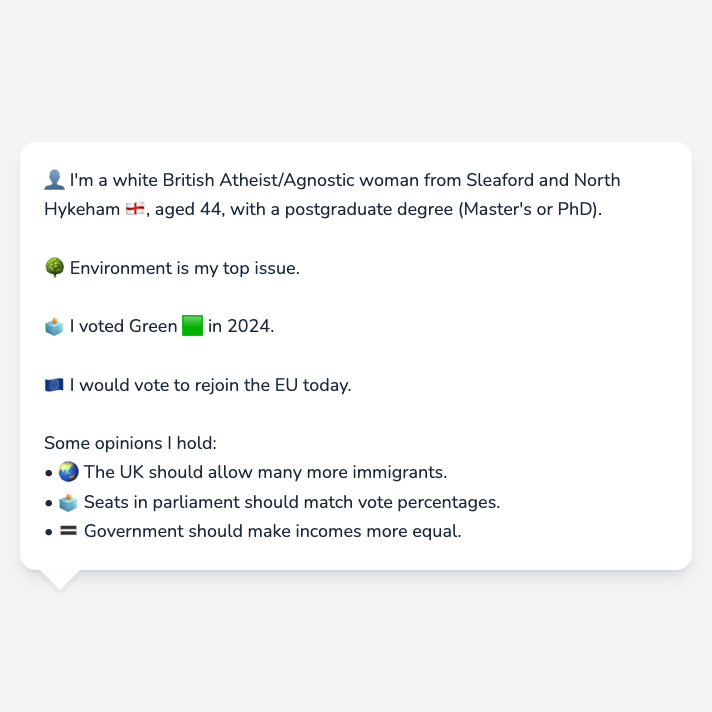 👤 I'm a white British Atheist/Agnostic woman from Sleaford and North
Hykeham 🏴󠁧󠁢󠁥󠁮󠁧󠁿, aged 44, with a postgraduate degree (Master's or PhD).
🌳 Environment is my top issue.
🗳️ I voted Green 🟩 in 2024.
🇪🇺 I would vote to rejoin the EU today.
Some opinions I hold:
• 🌏 The UK should allow many more immigrants.
• 🗳️ Seats in parliament should match vote percentages.
• 🟰 Government should make incomes more equal.